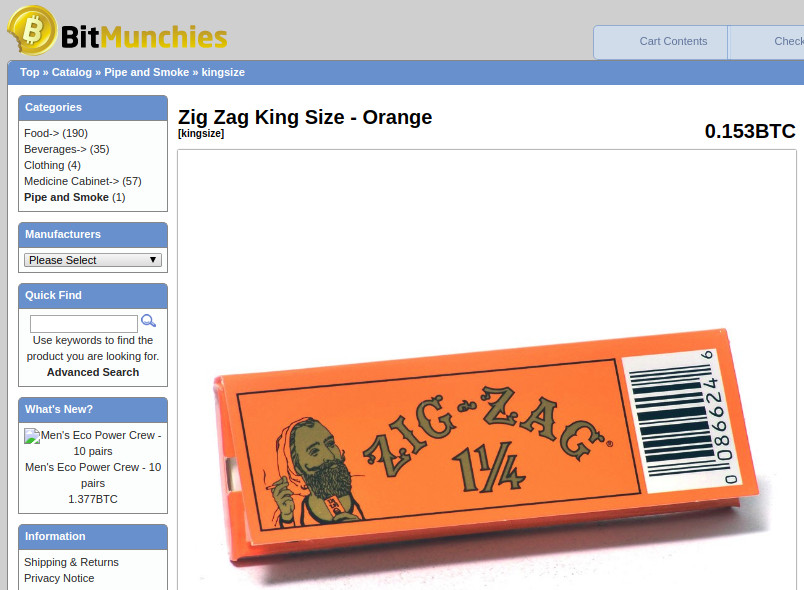 BitMunchies
Cart Contents
Check
Top » Catalog » Pipe and Smoke » kingsize
Categories
Food-> (190)
Beverages-> (35)
Clothing (4)
Medicine Cabinet-> (57)
Pipe and Smoke (1)
Manufacturers
Please Select
Quick Find
Use keywords to find the
product you are looking for.
Advanced Search
What's New?
Men's Eco Power Crew -
10 pairs
Men's Eco Power Crew - 10
pairs
1.377BTC
Information
Shipping & Returns
Privacy Notice
Zig Zag King Size - Orange
[kingsize]
0.153BTC
ZIG-ZAG®
1¼
0 086624 6